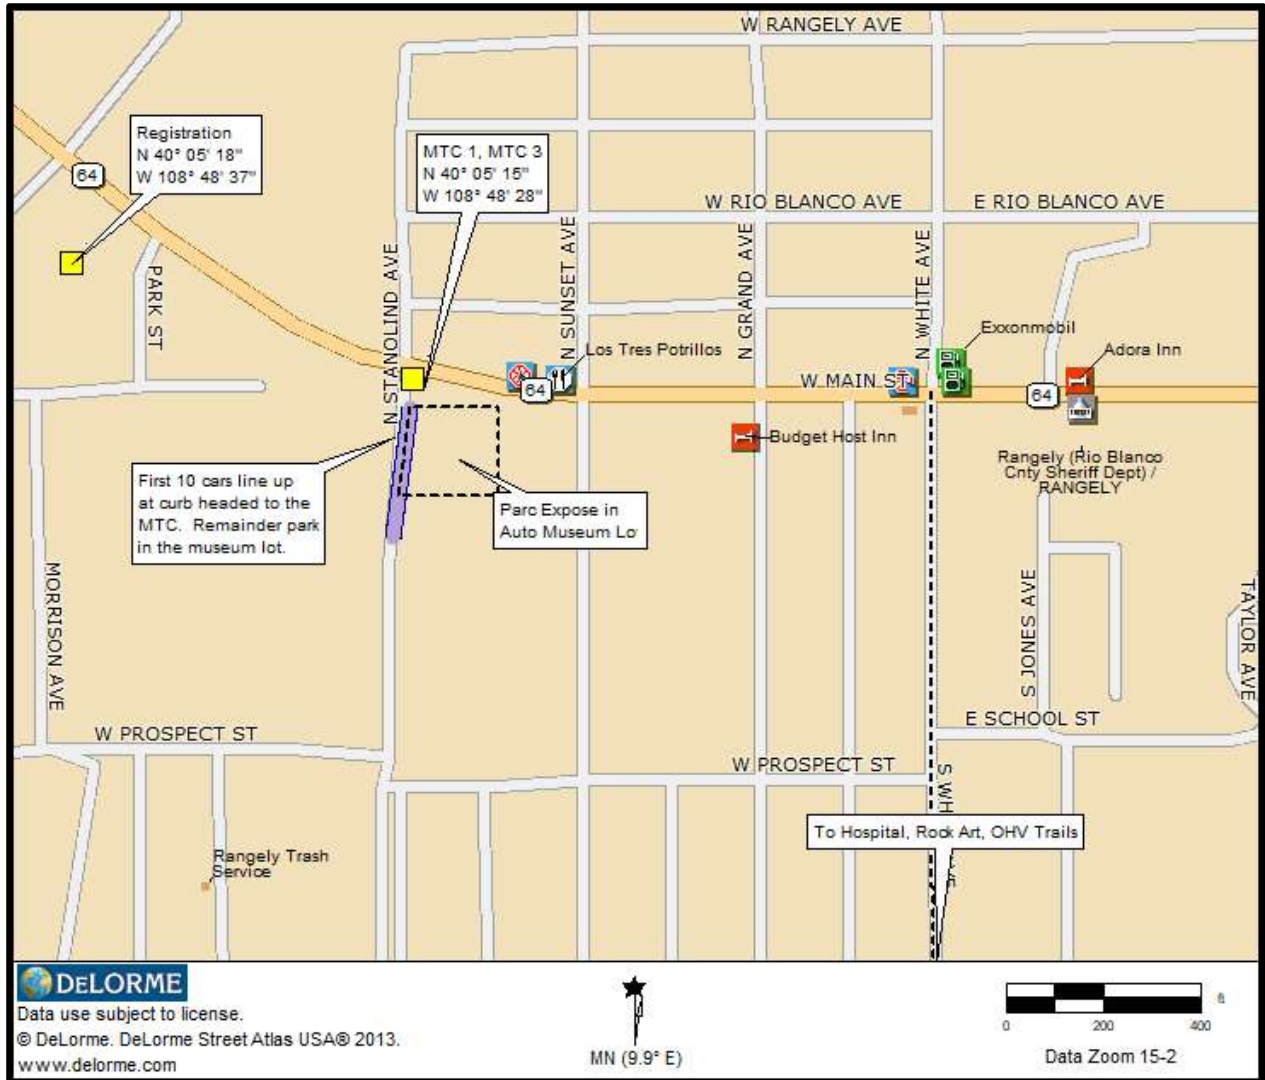 W RANGELY AVE
Registration
N 40° 05' 18"
W 108° 48' 37"
MTC 1, MTC 3
N 40° 05' 15"
W 108° 48' 28"
64
W RIO BLANCO AVE
E RIO BLANCO AVE
PARK ST
N STANOLIND AVE
N SUNSET AVE
N GRAND AVE
N WHITE AVE
Exxonmobil
Los Tres Potrillos
Adora Inn
W MAIN ST
64
64
Budget Host Inn
Rangely (Rio Blanco
Cnty Sheriff Dept) /
RANGELY
First 10 cars line up
at curb headed to the
MTC. Remainder park
in the museum lot.
Parc Expose in
Auto Museum Lo
MORRISON AVE
S JONES AVE
TAYLOR AVE
E SCHOOL ST
W PROSPECT ST
W PROSPECT ST
S WH
VE
To Hospital, Rock Art, OHV Trails
Rangely Trash
Service
DELORME
Data use subject to license.
© DeLorme. DeLorme Street Atlas USA® 2013.
www.delorme.com
MN (9.9° E)
ft
0 200 400
Data Zoom 15-2